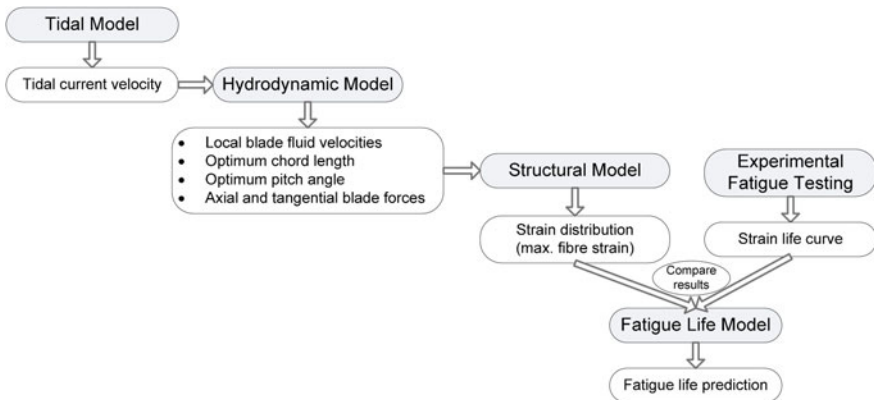 Tidal Model
Tidal current velocity
Hydrodynamic Model
• Local blade fluid velocities
• Optimum chord length
• Optimum pitch angle
• Axial and tangential blade forces
Structural Model
Experimental
Fatigue Testing
Strain distribution
(max. fibre strain)
Strain life curve
Compare
results
Fatigue Life Model
Fatigue life prediction